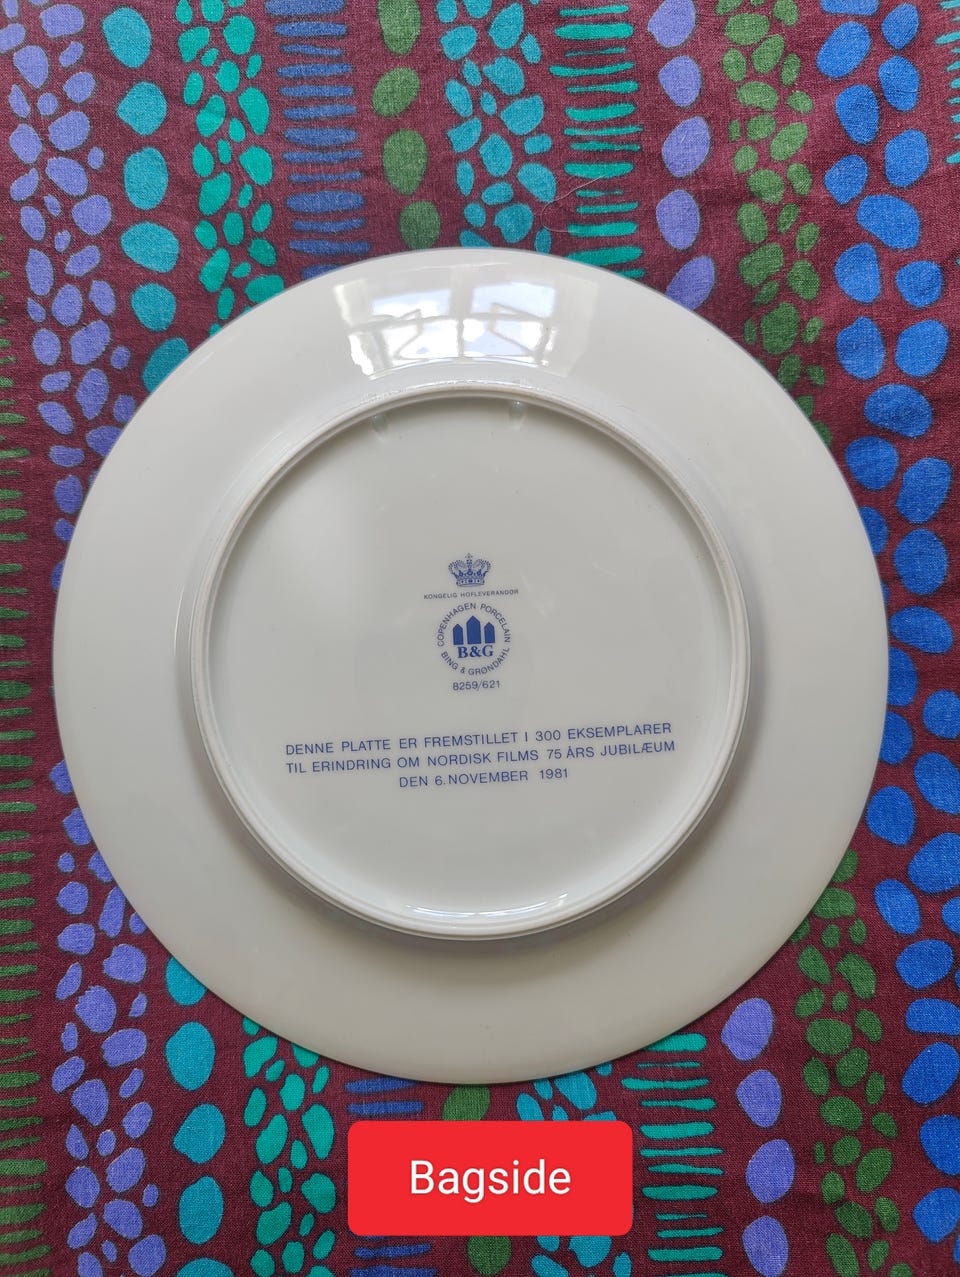 KONGELIG HOFLEVERANDØR
COPENHAGEN PORCELAIN
B&G
BING & GRØNDAHL
8259/621
DENNE PLATTE ER FREMSTILLET I 300 EKSEMPLARER
TIL ERINDRING OM NORDISK FILMS 75 ÅRS JUBILÆUM
DEN 6. NOVEMBER 1981
Bagside